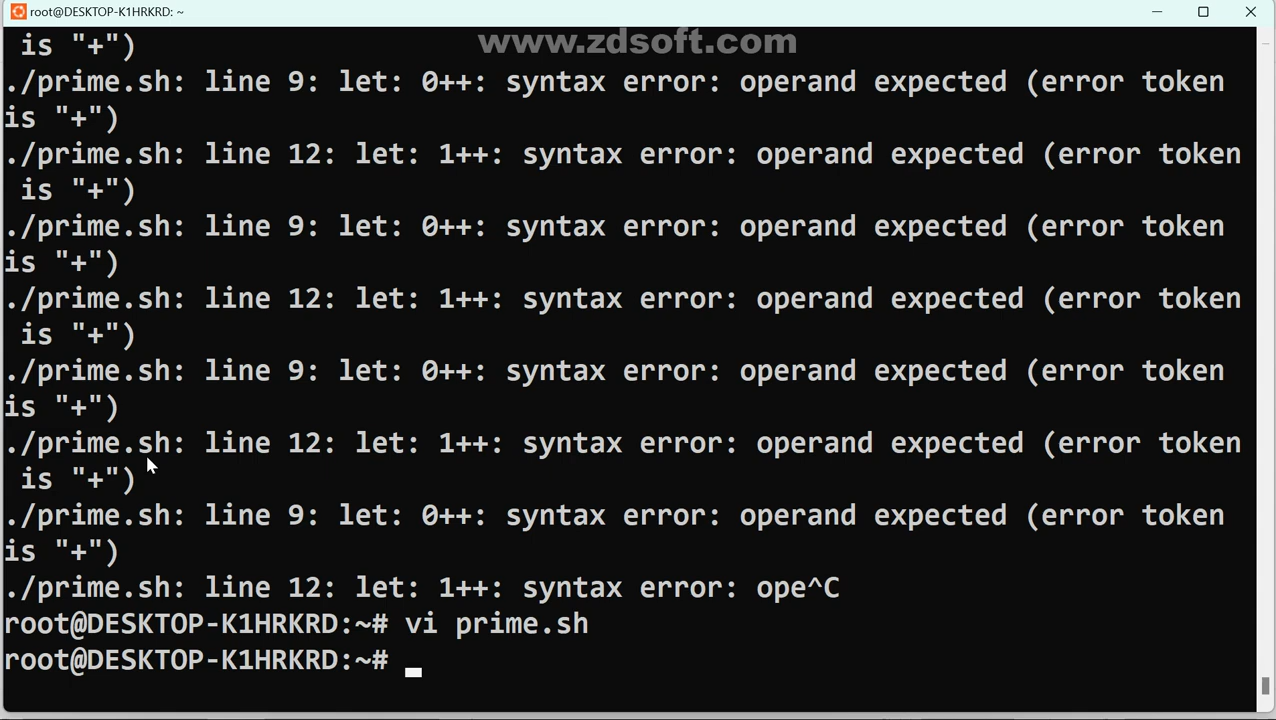 root@DESKTOP-K1HRKRD: ~
www.zdsoft.com
 is "+")
./prime.sh: line 9: let: 0++: syntax error: operand expected (error token
is "+")
./prime.sh: line 12: let: 1++: syntax error: operand expected (error token
 is "+")
./prime.sh: line 9: let: 0++: syntax error: operand expected (error token
is "+")
./prime.sh: line 12: let: 1++: syntax error: operand expected (error token
 is "+")
./prime.sh: line 9: let: 0++: syntax error: operand expected (error token
is "+")
./prime.sh: line 12: let: 1++: syntax error: operand expected (error token
 is "+")
./prime.sh: line 9: let: 0++: syntax error: operand expected (error token
is "+")
./prime.sh: line 12: let: 1++: syntax error: ope^C
root@DESKTOP-K1HRKRD:~# vi prime.sh
root@DESKTOP-K1HRKRD:~#